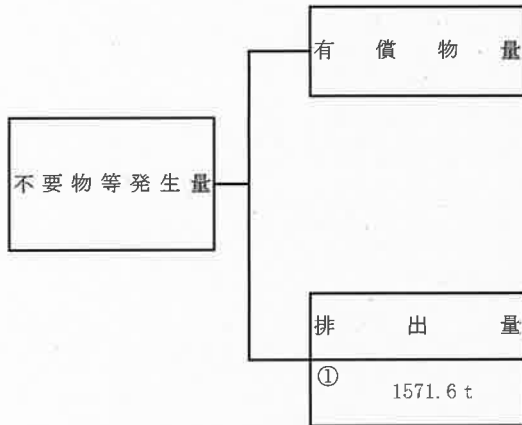 有償物量
不要物等発生量
排出量
①
1571.6 t